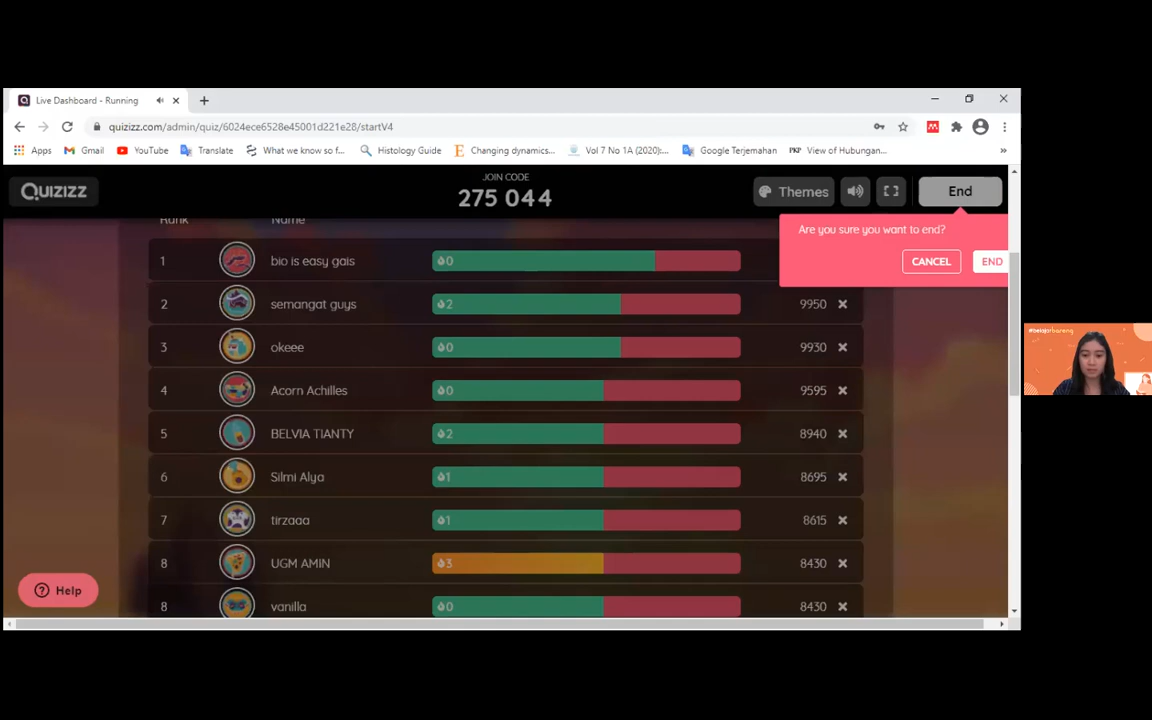 Live Dashboard - Running
quizizz.com/admin/quiz/6024ece6528e45001d221e28/startV4
Apps Gmail YouTube Translate What we know so f... Histology Guide Changing dynamics... Vol 7 No 1A (2020):... Google Terjemahan PKP View of Hubungan... »
QUIZIZZ
JOIN CODE
275 044
Themes
End
Are you sure you want to end?
CANCEL END
Rank Name
1 bio is easy gais 0
2 semangat guys 2 9950
3 okeee 0 9930
4 Acorn Achilles 0 9595
5 BELVIA TIANTY 2 8940
6 Silmi Alya 1 8695
7 tirzaaa 1 8615
8 UGM AMIN 3 8430
8 vanilla 0 8430
Help
#belajarbareng